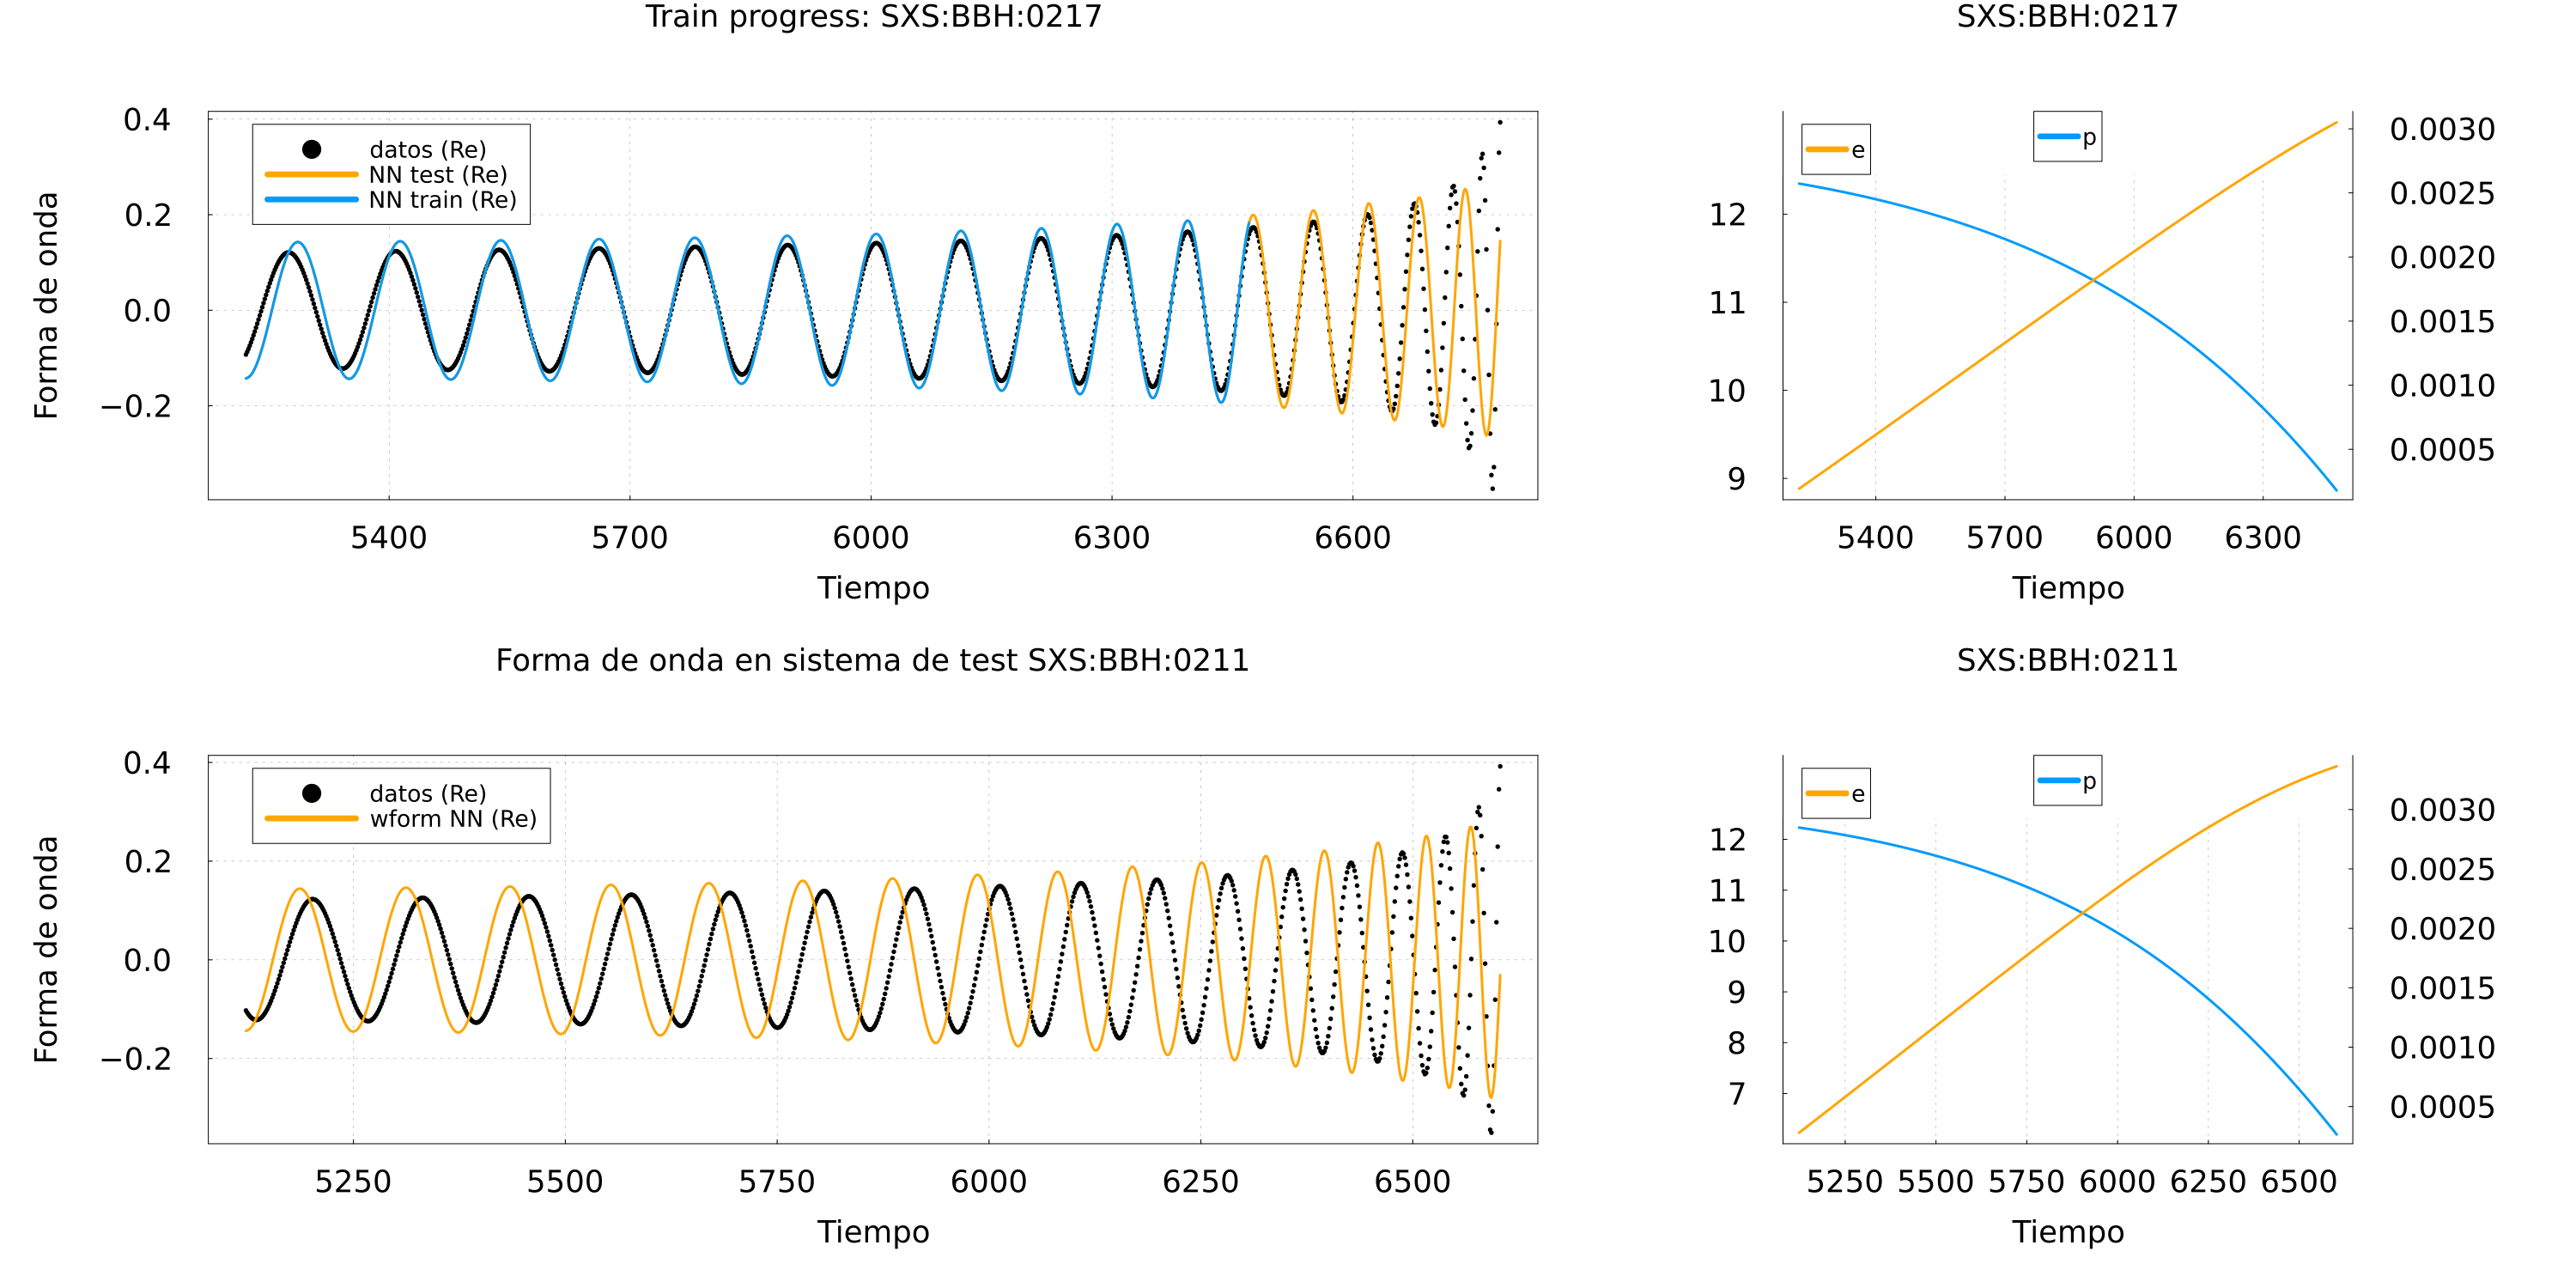 Train progress: SXS:BBH:0217
0.4
0.2
0.0
−0.2
Forma de onda
datos (Re)
NN test (Re)
NN train (Re)
5400 5700 6000 6300 6600
Tiempo
SXS:BBH:0217
12
11
10
9
e
p
0.0030
0.0025
0.0020
0.0015
0.0010
0.0005
5400 5700 6000 6300
Tiempo
Forma de onda en sistema de test SXS:BBH:0211
0.4
0.2
0.0
−0.2
Forma de onda
datos (Re)
wform NN (Re)
5250 5500 5750 6000 6250 6500
Tiempo
SXS:BBH:0211
12
11
10
9
8
7
e
p
0.0030
0.0025
0.0020
0.0015
0.0010
0.0005
5250 5500 5750 6000 6250 6500
Tiempo